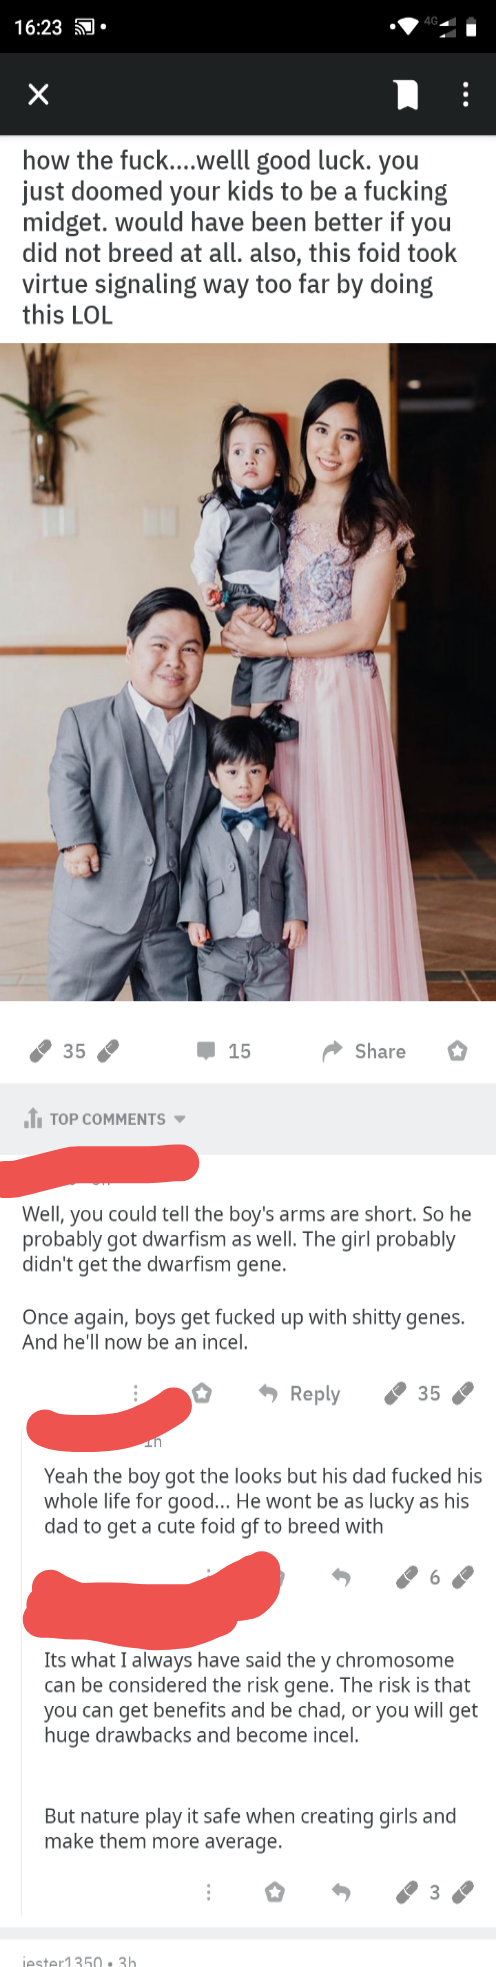 16:23
4G
how the fuck....welll good luck. you
just doomed your kids to be a fucking
midget. would have been better if you
did not breed at all. also, this foid took
virtue signaling way too far by doing
this LOL
35
15
Share
TOP COMMENTS
Well, you could tell the boy's arms are short. So he
probably got dwarfism as well. The girl probably
didn't get the dwarfism gene.
Once again, boys get fucked up with shitty genes.
And he'll now be an incel.
Reply
35
1h
Yeah the boy got the looks but his dad fucked his
whole life for good... He wont be as lucky as his
dad to get a cute foid gf to breed with
6
Its what I always have said the y chromosome
can be considered the risk gene. The risk is that
you can get benefits and be chad, or you will get
huge drawbacks and become incel.
But nature play it safe when creating girls and
make them more average.
3
jester1350 • 3h